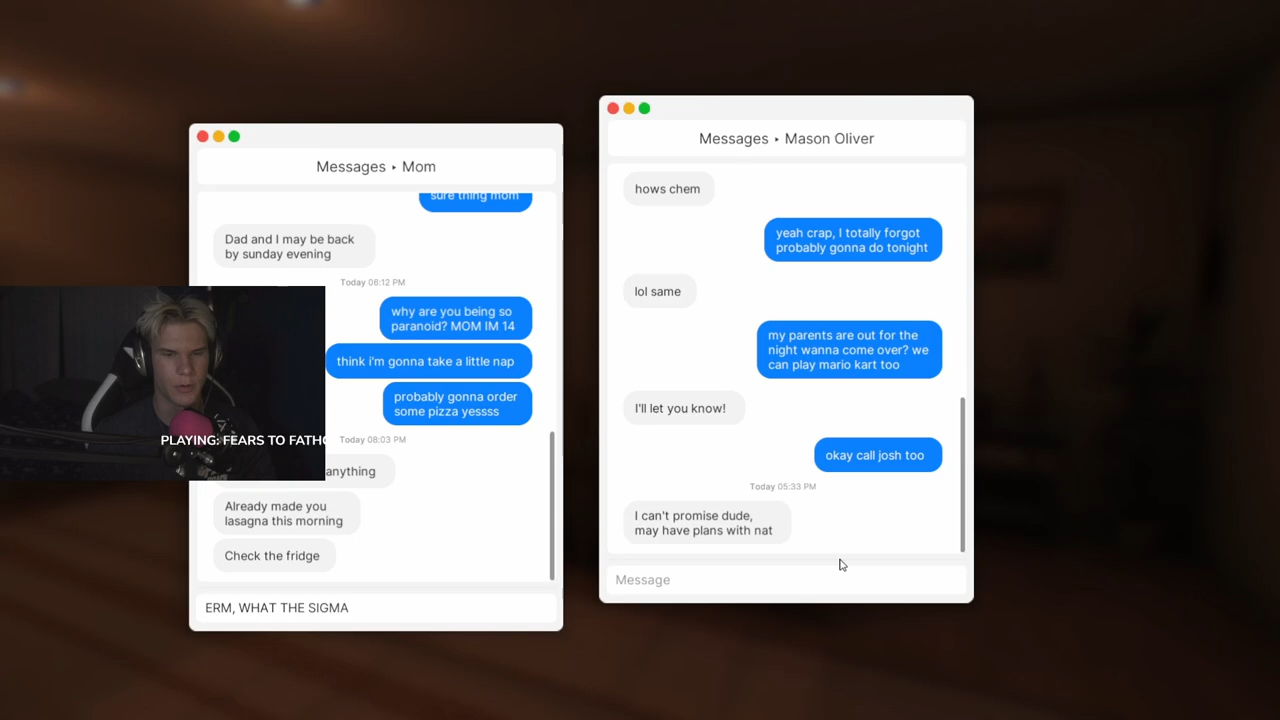 Messages ‣ Mom
sure thing mom
Dad and I may be back
by sunday evening
Today 08:12 PM
why are you being so
paranoid? MOM IM 14
think i'm gonna take a little nap
probably gonna order
some pizza yessss
PLAYING: FEARS TO
Today 08:03 PM
anything
Already made you
lasagna this morning
Check the fridge
ERM, WHAT THE SIGMA
Messages ‣ Mason Oliver
hows chem
yeah crap, I totally forgot
probably gonna do tonight
lol same
my parents are out for the
night wanna come over? we
can play mario kart too
I'll let you know!
okay call josh too
Today 05:33 PM
I can't promise dude,
may have plans with nat
Message